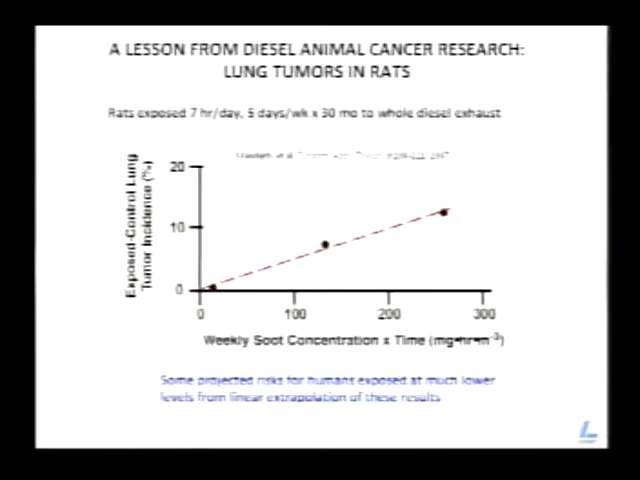 A LESSON FROM DIESEL ANIMAL CANCER RESEARCH:
LUNG TUMORS IN RATS
Rats exposed 7 hr/day, 5 days/wk x 30 mo to whole diesel exhaust
Exposed-Control Lung
Tumor Incidence (%)
20
10
0
0 100 200 300
Weekly Soot Concentration x Time (mg•hr•m⁻³)
Some projected risks for humans exposed at much lower
levels from linear extrapolation of these results